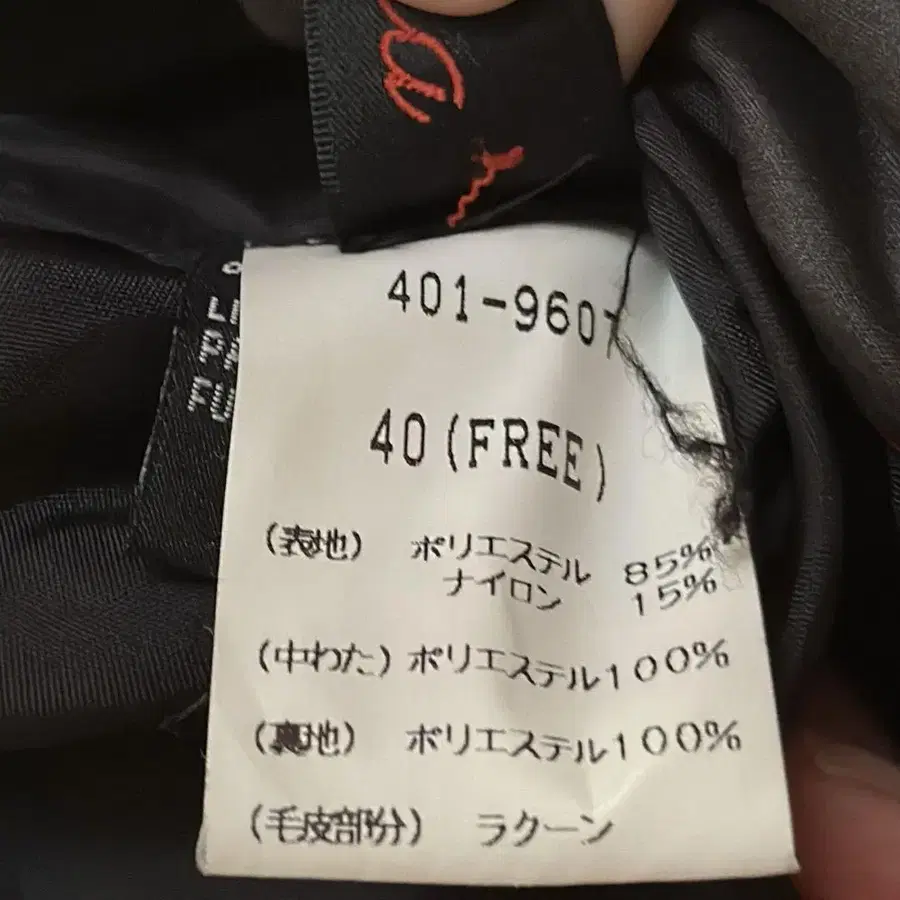 401-9607
40(FREE)
(表地) ポリエステル 85%
ナイロン 15%
(中わた) ポリエステル100%
(裏地) ポリエステル100%
(毛皮部分) ラクーン